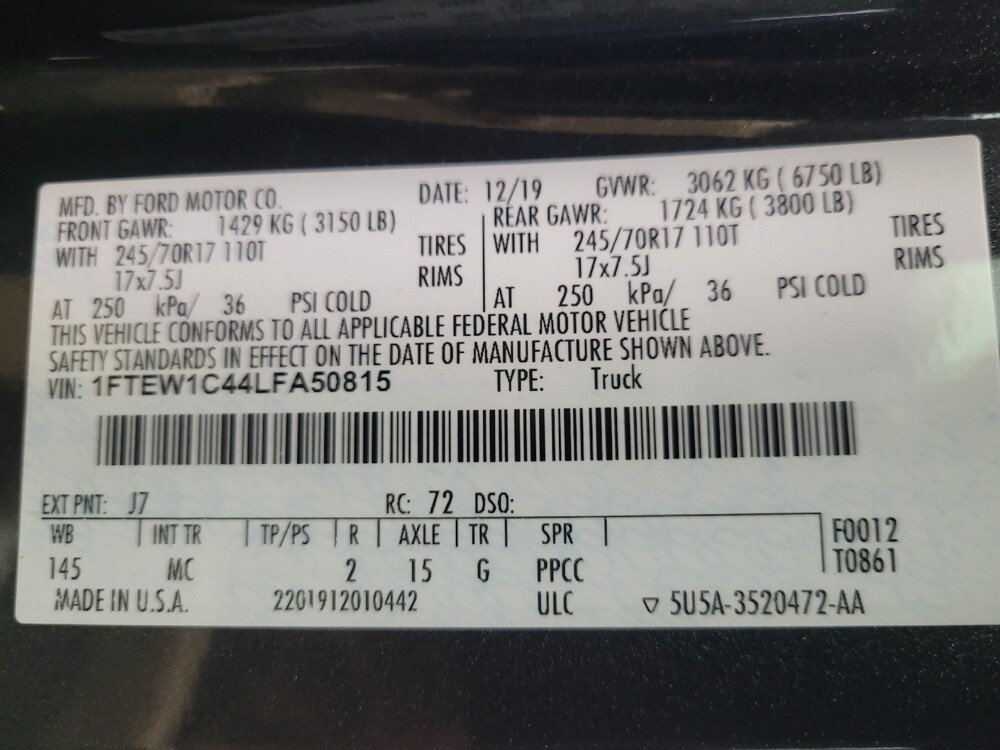 MFD. BY FORD MOTOR CO. DATE: 12/19 GVWR: 3062 KG ( 6750 LB)
FRONT GAWR: 1429 KG ( 3150 LB) REAR GAWR: 1724 KG ( 3800 LB)
WITH 245/70R17 110T TIRES WITH 245/70R17 110T TIRES
17x7.5J RIMS 17x7.5J RIMS
AT 250 kPa/ 36 PSI COLD AT 250 kPa/ 36 PSI COLD
THIS VEHICLE CONFORMS TO ALL APPLICABLE FEDERAL MOTOR VEHICLE
SAFETY STANDARDS IN EFFECT ON THE DATE OF MANUFACTURE SHOWN ABOVE.
VIN: 1FTEW1C44LFA50815 TYPE: Truck
EXT PNT: J7 RC: 72 DSO:
WB INT TR TP/PS R AXLE TR SPR F0012
T0861
145 MC 2 15 G PPCC
MADE IN U.S.A. 2201912010442 ULC ▽ 5U5A-3520472-AA